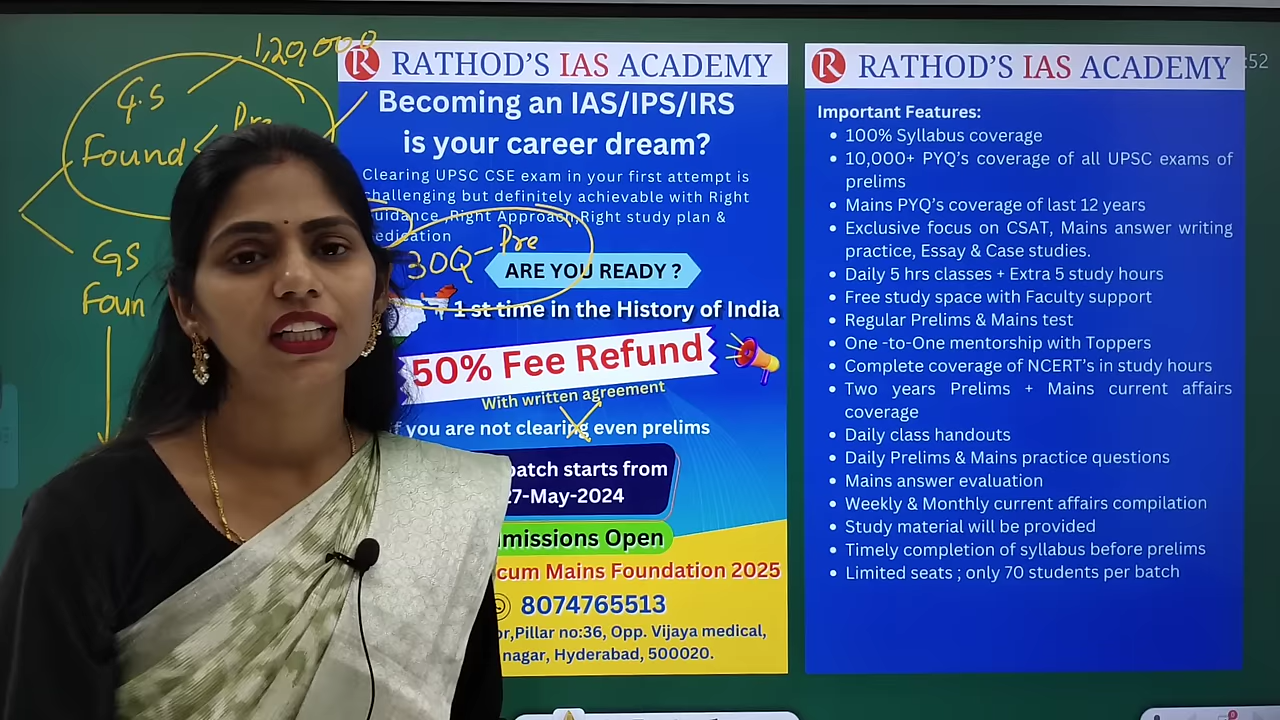 1,20,000
G.S
Found < Pre
GS
Foun
30Q - Pre
RATHOD'S IAS ACADEMY
Becoming an IAS/IPS/IRS
is your career dream?
Clearing UPSC CSE exam in your first attempt is
challenging but definitely achievable with Right
Guidance ,Right Approach,Right study plan &
dedication
ARE YOU READY ?
1 st time in the History of India
50% Fee Refund
With written agreement
if you are not clearing even prelims
batch starts from
27-May-2024
missions Open
cum Mains Foundation 2025
8074765513
or,Pillar no:36, Opp. Vijaya medical,
nagar, Hyderabad, 500020.
:52
RATHOD'S IAS ACADEMY
Important Features:
• 100% Syllabus coverage
• 10,000+ PYQ's coverage of all UPSC exams of
prelims
• Mains PYQ's coverage of last 12 years
• Exclusive focus on CSAT, Mains answer writing
practice, Essay & Case studies.
• Daily 5 hrs classes + Extra 5 study hours
• Free study space with Faculty support
• Regular Prelims & Mains test
• One -to-One mentorship with Toppers
• Complete coverage of NCERT's in study hours
• Two years Prelims + Mains current affairs
coverage
• Daily class handouts
• Daily Prelims & Mains practice questions
• Mains answer evaluation
• Weekly & Monthly current affairs compilation
• Study material will be provided
• Timely completion of syllabus before prelims
• Limited seats ; only 70 students per batch